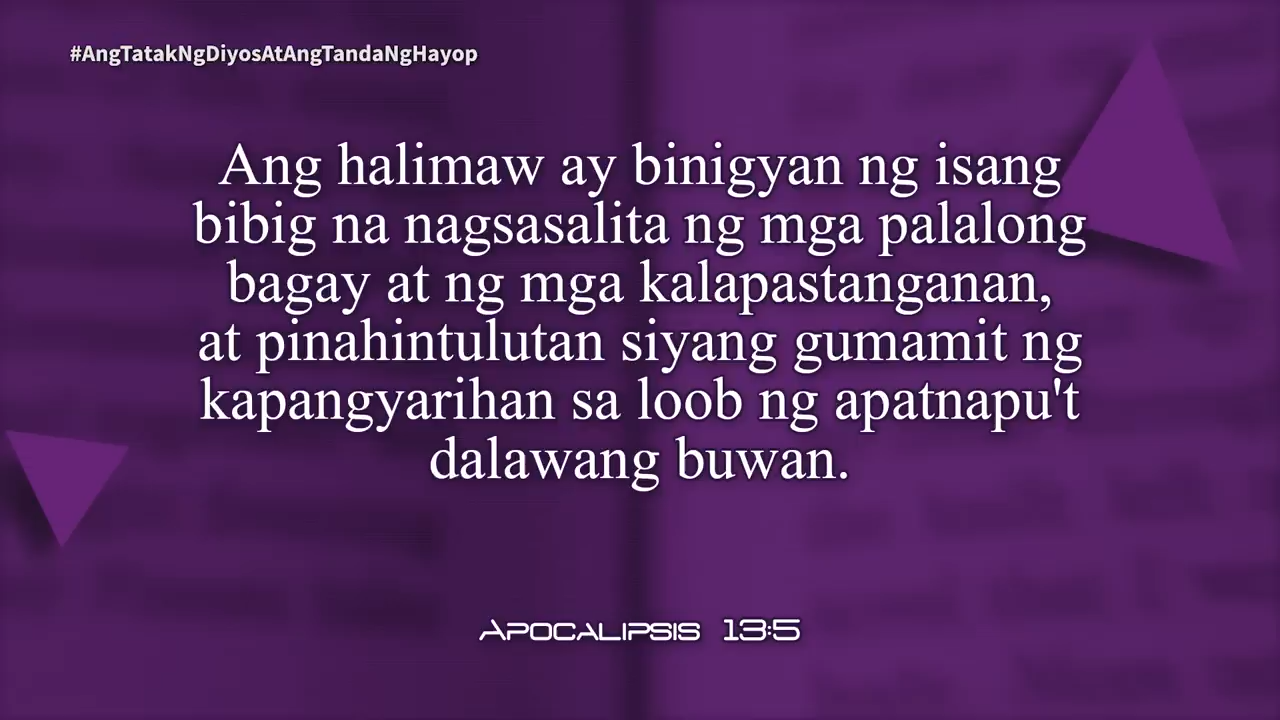 #AngTatakNgDiyosAtAngTandaNgHayop
Ang halimaw ay binigyan ng isang
bibig na nagsasalita ng mga palalong
bagay at ng mga kalapastanganan,
at pinahintulutan siyang gumamit ng
kapangyarihan sa loob ng apatnapu't
dalawang buwan.
Apocalipsis 13:5